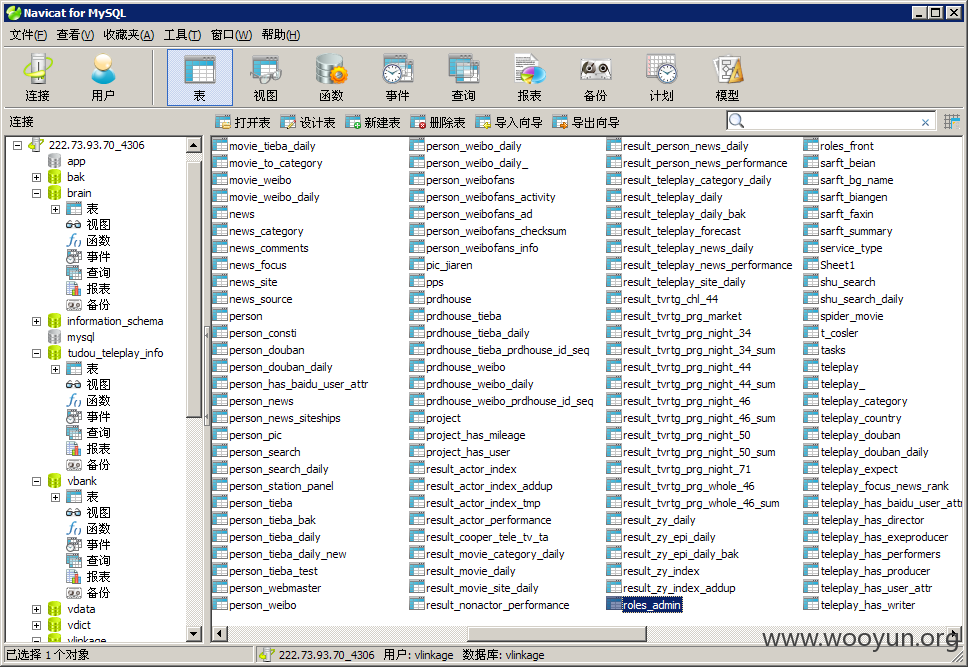 Navicat for MySQL
文件(F) 查看(V) 收藏夹(A) 工具(T) 窗口(W) 帮助(H)
连接 用户 表 视图 函数 事件 查询 报表 备份 计划 模型
连接 打开表 设计表 新建表 删除表 导入向导 导出向导
222.73.93.70_4306
app
bak
brain
表
视图
函数
事件
查询
报表
备份
information_schema
mysql
tudou_teleplay_info
表
视图
函数
事件
查询
报表
备份
vbank
表
视图
函数
事件
查询
报表
备份
vdata
vdict
vlinkage
movie_tieba_daily
movie_to_category
movie_weibo
movie_weibo_daily
news
news_category
news_comments
news_focus
news_site
news_source
person
person_consti
person_douban
person_douban_daily
person_has_baidu_user_attr
person_news
person_news_siteships
person_pic
person_search
person_search_daily
person_station_panel
person_tieba
person_tieba_bak
person_tieba_daily
person_tieba_daily_new
person_tieba_test
person_webmaster
person_weibo
person_weibo_daily
person_weibo_daily_
person_weibofans
person_weibofans_activity
person_weibofans_ad
person_weibofans_checksum
person_weibofans_info
pic_jiaren
pps
prdhouse
prdhouse_tieba
prdhouse_tieba_daily
prdhouse_tieba_prdhouse_id_seq
prdhouse_weibo
prdhouse_weibo_daily
prdhouse_weibo_prdhouse_id_seq
project
project_has_mileage
project_has_user
result_actor_index
result_actor_index_addup
result_actor_index_tmp
result_actor_performance
result_cooper_tele_tv_ta
result_movie_category_daily
result_movie_daily
result_movie_site_daily
result_nonactor_performance
result_person_news_daily
result_person_news_performance
result_teleplay_category_daily
result_teleplay_daily
result_teleplay_daily_bak
result_teleplay_forecast
result_teleplay_news_daily
result_teleplay_news_performance
result_teleplay_site_daily
result_tvrtg_chl_44
result_tvrtg_prg_market
result_tvrtg_prg_night_34
result_tvrtg_prg_night_34_sum
result_tvrtg_prg_night_44
result_tvrtg_prg_night_44_sum
result_tvrtg_prg_night_46
result_tvrtg_prg_night_46_sum
result_tvrtg_prg_night_50
result_tvrtg_prg_night_50_sum
result_tvrtg_prg_night_71
result_tvrtg_prg_whole_46
result_tvrtg_prg_whole_46_sum
result_zy_daily
result_zy_epi_daily
result_zy_epi_daily_bak
result_zy_index
result_zy_index_addup
roles_admin
roles_front
sarft_beian
sarft_bg_name
sarft_biangen
sarft_faxin
sarft_summary
service_type
Sheet1
shu_search
shu_search_daily
spider_movie
t_cosler
tasks
teleplay
teleplay_
teleplay_category
teleplay_country
teleplay_douban
teleplay_douban_daily
teleplay_expect
teleplay_focus_news_rank
teleplay_has_baidu_user_att
teleplay_has_director
teleplay_has_exeproducer
teleplay_has_performers
teleplay_has_producer
teleplay_has_user_attr
teleplay_has_writer
www.wooyun.org
已选择 1 个对象 222.73.93.70_4306 用户: vlinkage 数据库: vlinkage